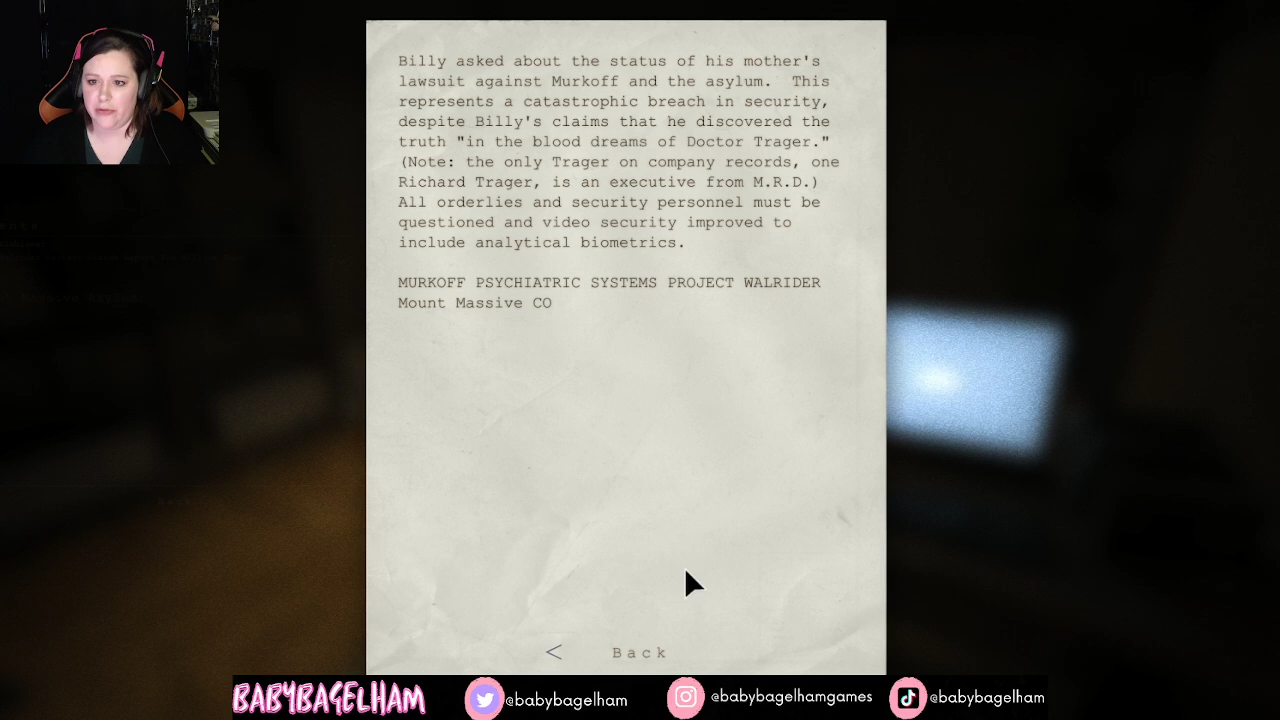 Billy asked about the status of his mother's
lawsuit against Murkoff and the asylum.  This
represents a catastrophic breach in security,
despite Billy's claims that he discovered the
truth "in the blood dreams of Doctor Trager."
(Note: the only Trager on company records, one
Richard Trager, is an executive from M.R.D.)
All orderlies and security personnel must be
questioned and video security improved to
include analytical biometrics.
MURKOFF PSYCHIATRIC SYSTEMS PROJECT WALRIDER
Mount Massive CO
< Back
BABYBAGELHAM
@babybagelham
@babybagelhamgames
@babybagelham